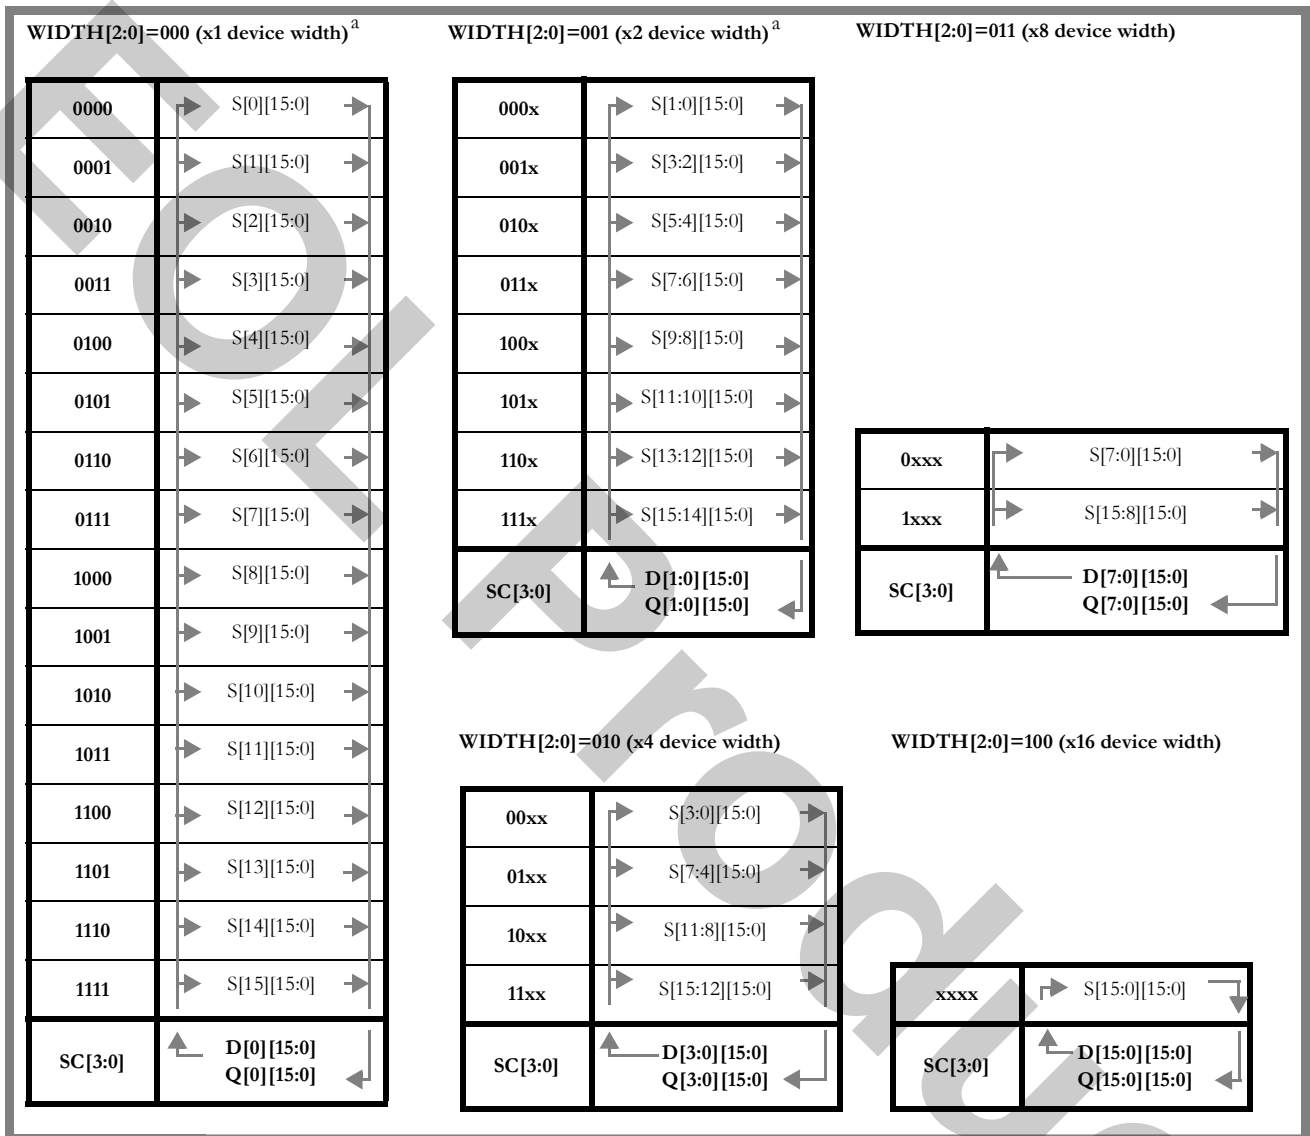 WIDTH[2:0]=000 (x1 device width)a
0000 S[0][15:0]
0001 S[1][15:0]
0010 S[2][15:0]
0011 S[3][15:0]
0100 S[4][15:0]
0101 S[5][15:0]
0110 S[6][15:0]
0111 S[7][15:0]
1000 S[8][15:0]
1001 S[9][15:0]
1010 S[10][15:0]
1011 S[11][15:0]
1100 S[12][15:0]
1101 S[13][15:0]
1110 S[14][15:0]
1111 S[15][15:0]
SC[3:0]
D[0][15:0]
Q[0][15:0]
WIDTH[2:0]=001 (x2 device width)a
000x S[1:0][15:0]
001x S[3:2][15:0]
010x S[5:4][15:0]
011x S[7:6][15:0]
100x S[9:8][15:0]
101x S[11:10][15:0]
110x S[13:12][15:0]
111x S[15:14][15:0]
SC[3:0]
D[1:0][15:0]
Q[1:0][15:0]
WIDTH[2:0]=011 (x8 device width)
0xxx S[7:0][15:0]
1xxx S[15:8][15:0]
SC[3:0]
D[7:0][15:0]
Q[7:0][15:0]
WIDTH[2:0]=010 (x4 device width)
00xx S[3:0][15:0]
01xx S[7:4][15:0]
10xx S[11:8][15:0]
11xx S[15:12][15:0]
SC[3:0]
D[3:0][15:0]
Q[3:0][15:0]
WIDTH[2:0]=100 (x16 device width)
xxxx S[15:0][15:0]
SC[3:0]
D[15:0][15:0]
Q[15:0][15:0]
EOL Produ